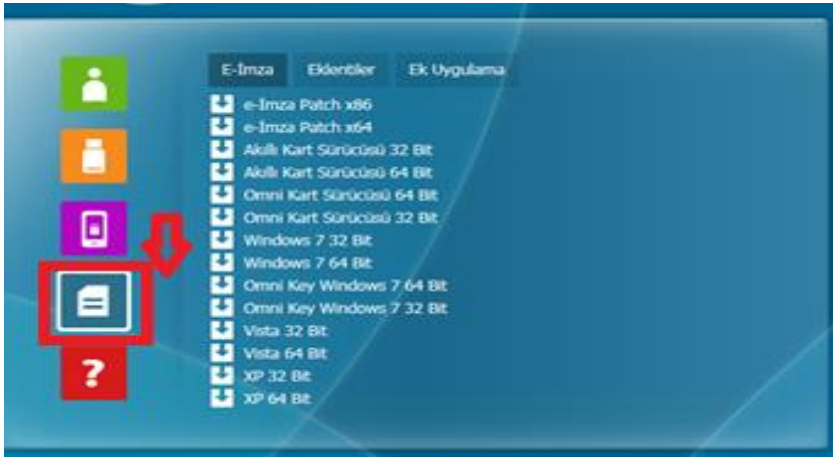 E-İmza Eklentiler Ek Uygulama
e-İmza Patch x86
e-İmza Patch x64
Akıllı Kart Sürücüsü 32 Bit
Akıllı Kart Sürücüsü 64 Bit
Omni Kart Sürücüsü 64 Bit
Omni Kart Sürücüsü 32 Bit
Windows 7 32 Bit
Windows 7 64 Bit
Omni Key Windows 7 64 Bit
Omni Key Windows 7 32 Bit
Vista 32 Bit
Vista 64 Bit
XP 32 Bit
XP 64 Bit
?